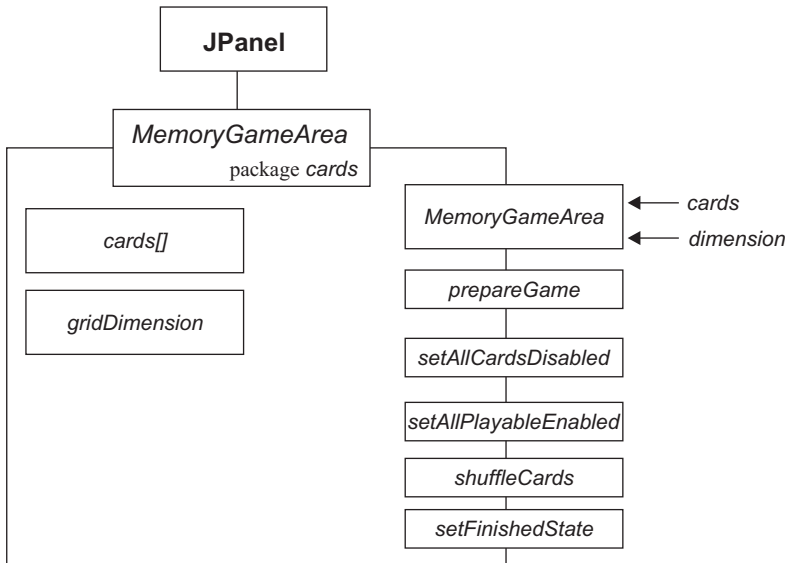 JPanel
MemoryGameArea
package cards
cards[]
gridDimension
MemoryGameArea
cards
dimension
prepareGame
setAllCardsDisabled
setAllPlayableEnabled
shuffleCards
setFinishedState